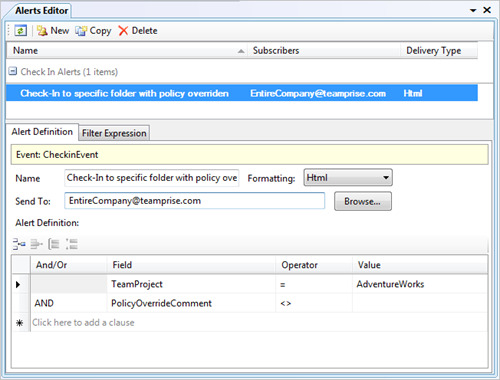 Alerts Editor
New Copy Delete
Name Subscribers Delivery Type
Check In Alerts (1 items)
Check-In to specific folder with policy overriden EntireCompany@teamprise.com Html
Alert Definition Filter Expression
Event: CheckinEvent
Name Check-In to specific folder with policy ove Formatting: Html
Send To: EntireCompany@teamprise.com Browse...
Alert Definition:
And/Or Field Operator Value
TeamProject = AdventureWorks
AND PolicyOverrideComment <>
Click here to add a clause